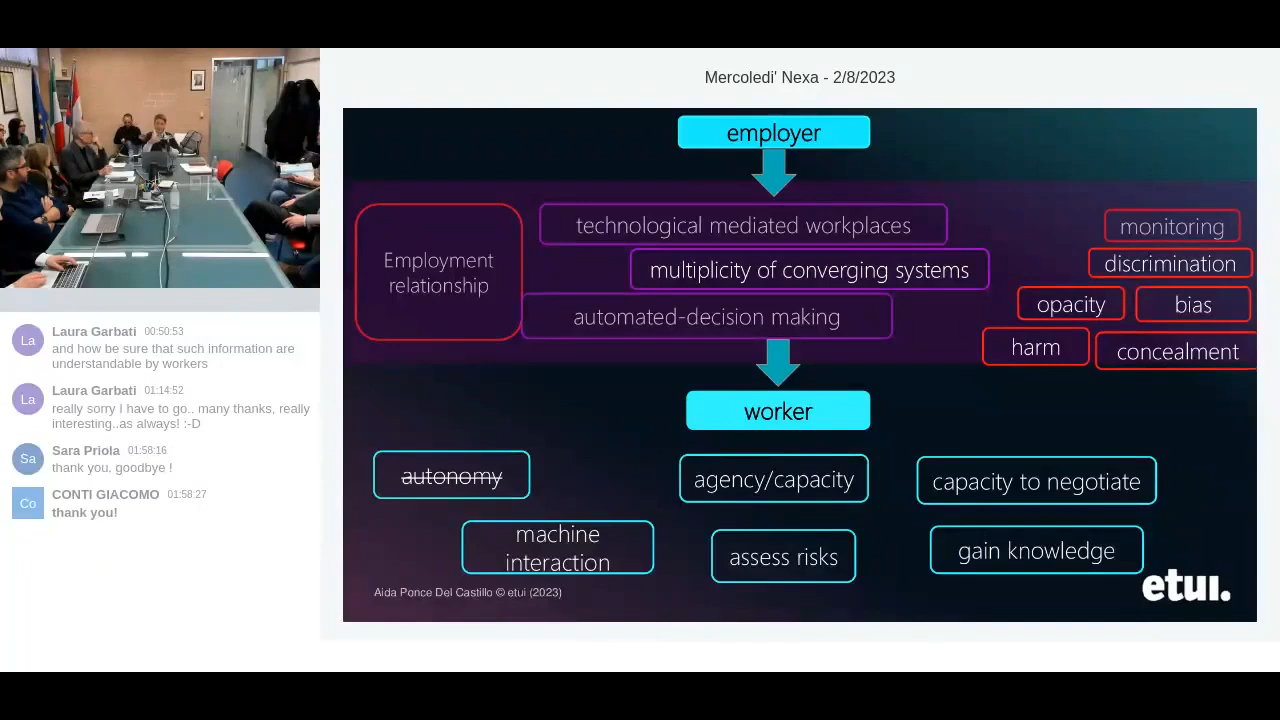 Mercoledi' Nexa - 2/8/2023
employer
technological mediated workplaces
multiplicity of converging systems
automated-decision making
Employment
relationship
monitoring
discrimination
opacity
bias
harm
concealment
worker
autonomy
agency/capacity
capacity to negotiate
machine
interaction
assess risks
gain knowledge
Aida Ponce Del Castillo © etui (2023)
etui.
La
Laura Garbati 00:50:53
and how be sure that such information are
understandable by workers
La
Laura Garbati 01:14:52
really sorry I have to go.. many thanks, really
interesting..as always! :-D
Sa
Sara Priola 01:58:16
thank you, goodbye !
Co
CONTI GIACOMO 01:58:27
thank you!